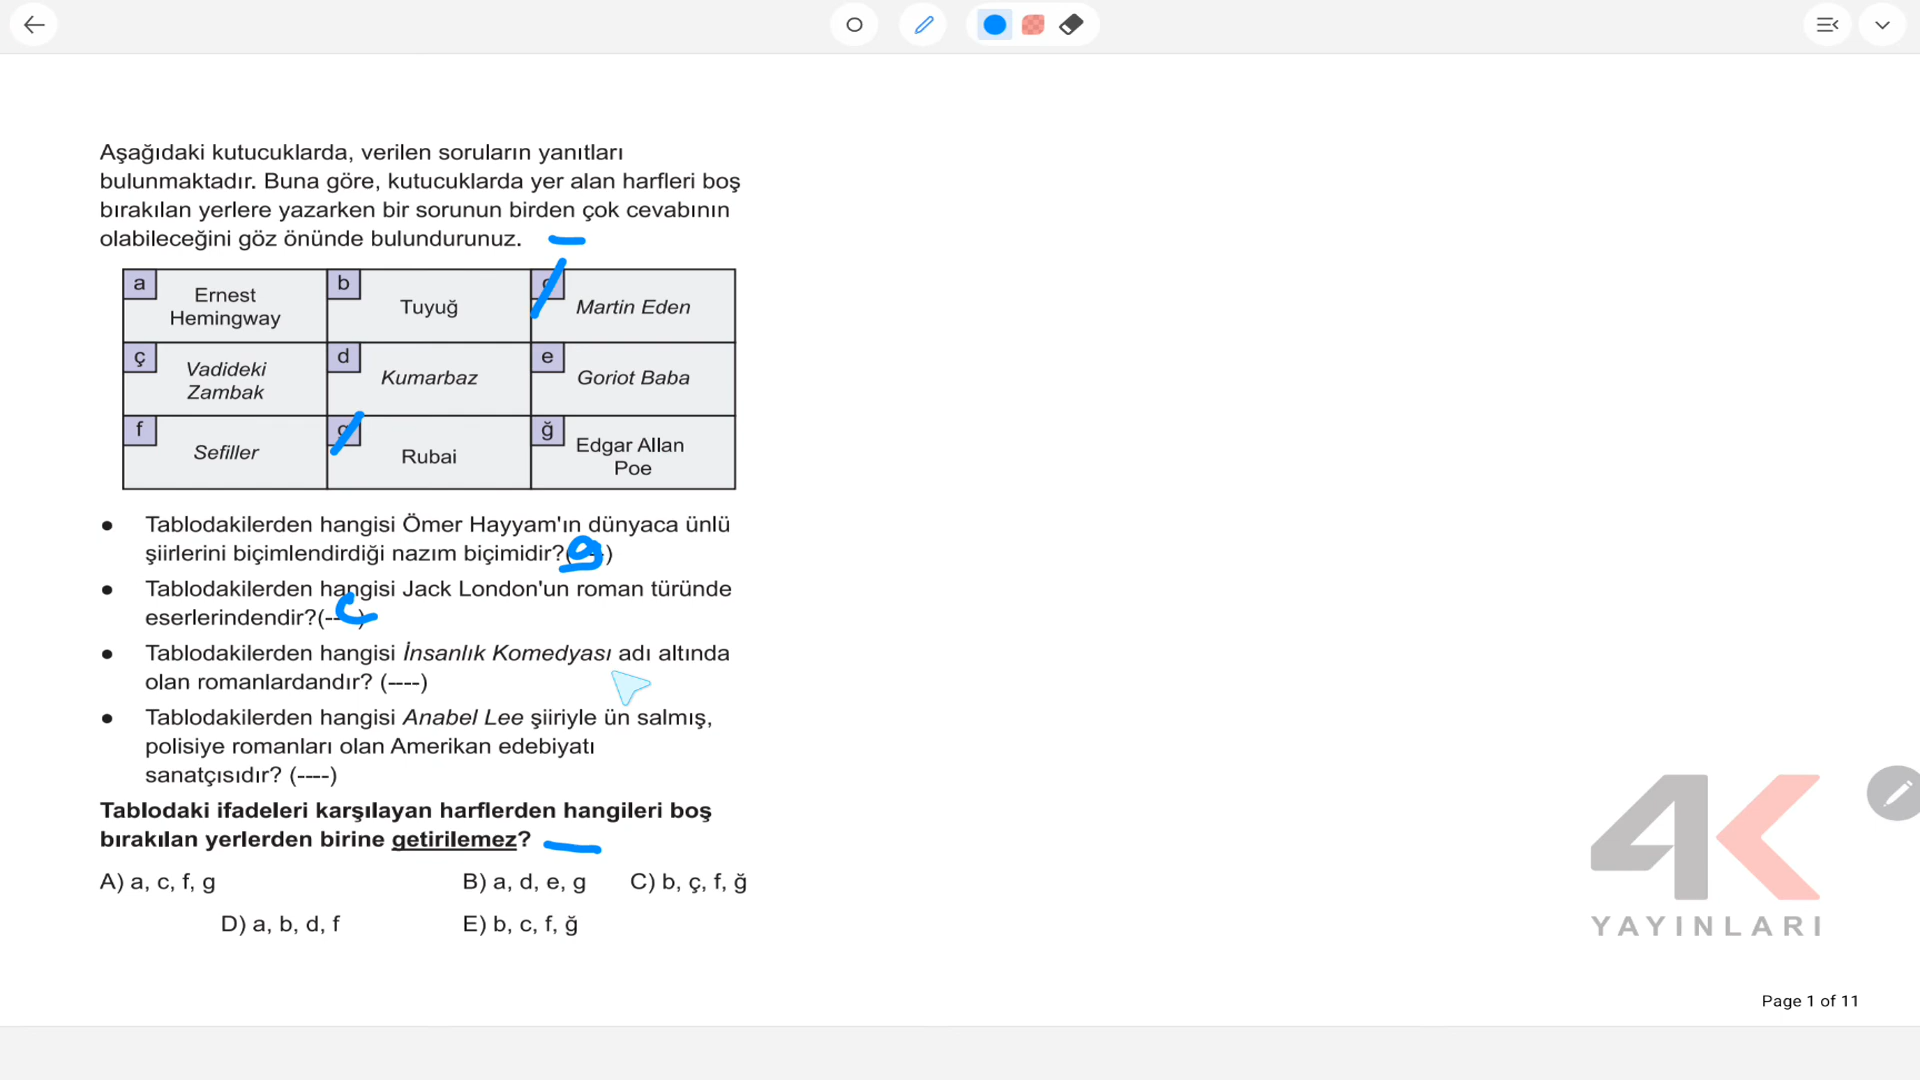 Aşağıdaki kutucuklarda, verilen soruların yanıtları
bulunmaktadır. Buna göre, kutucuklarda yer alan harfleri boş
bırakılan yerlere yazarken bir sorunun birden çok cevabının
olabileceğini göz önünde bulundurunuz.
a Ernest Hemingway
b Tuyuğ
c Martin Eden
ç Vadideki Zambak
d Kumarbaz
e Goriot Baba
f Sefiller
g Rubai
ğ Edgar Allan Poe
● Tablodakilerden hangisi Ömer Hayyam'ın dünyaca ünlü
şiirlerini biçimlendirdiği nazım biçimidir?(g)
● Tablodakilerden hangisi Jack London'un roman türünde
eserlerindendir?(--c)
● Tablodakilerden hangisi İnsanlık Komedyası adı altında
olan romanlardandır? (----)
● Tablodakilerden hangisi Anabel Lee şiiriyle ün salmış,
polisiye romanları olan Amerikan edebiyatı
sanatçısıdır? (----)
Tablodaki ifadeleri karşılayan harflerden hangileri boş
bırakılan yerlerden birine getirilemez?
A) a, c, f, g B) a, d, e, g C) b, ç, f, ğ
D) a, b, d, f E) b, c, f, ğ
4K
YAYINLARI
Page 1 of 11